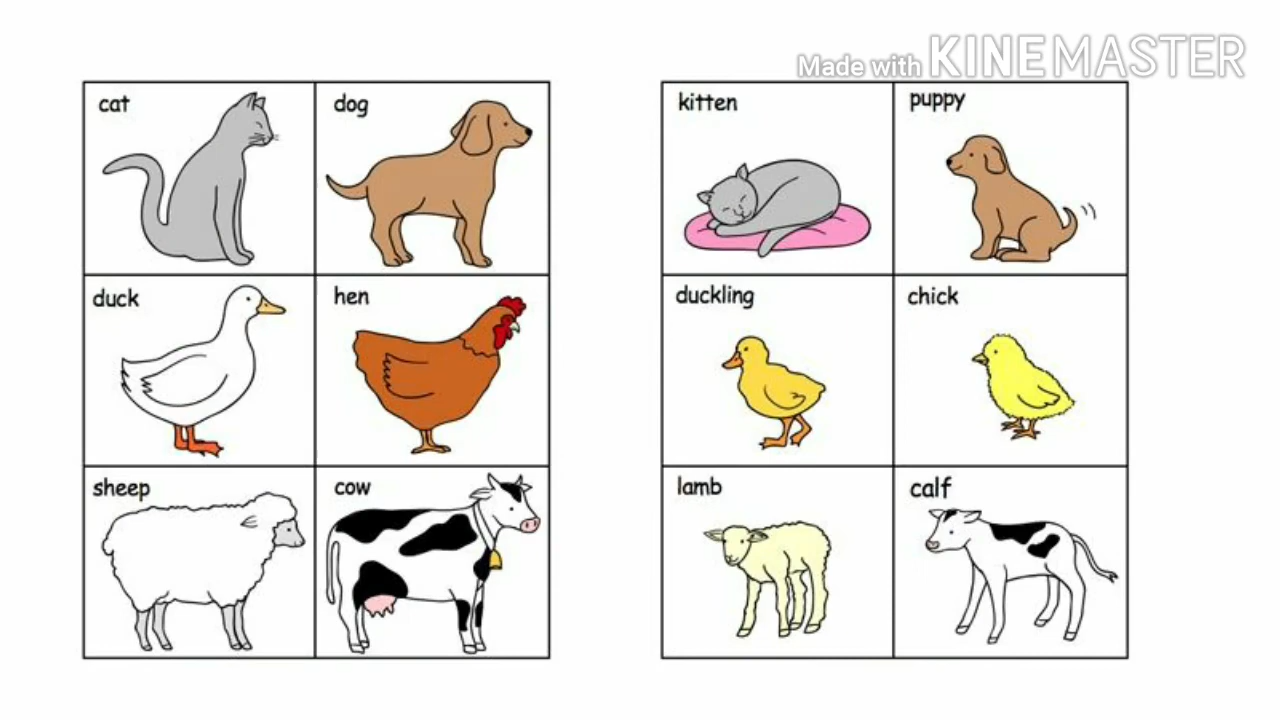 Made with KINEMASTER
cat
dog
kitten
puppy
duck
hen
duckling
chick
sheep
cow
lamb
calf